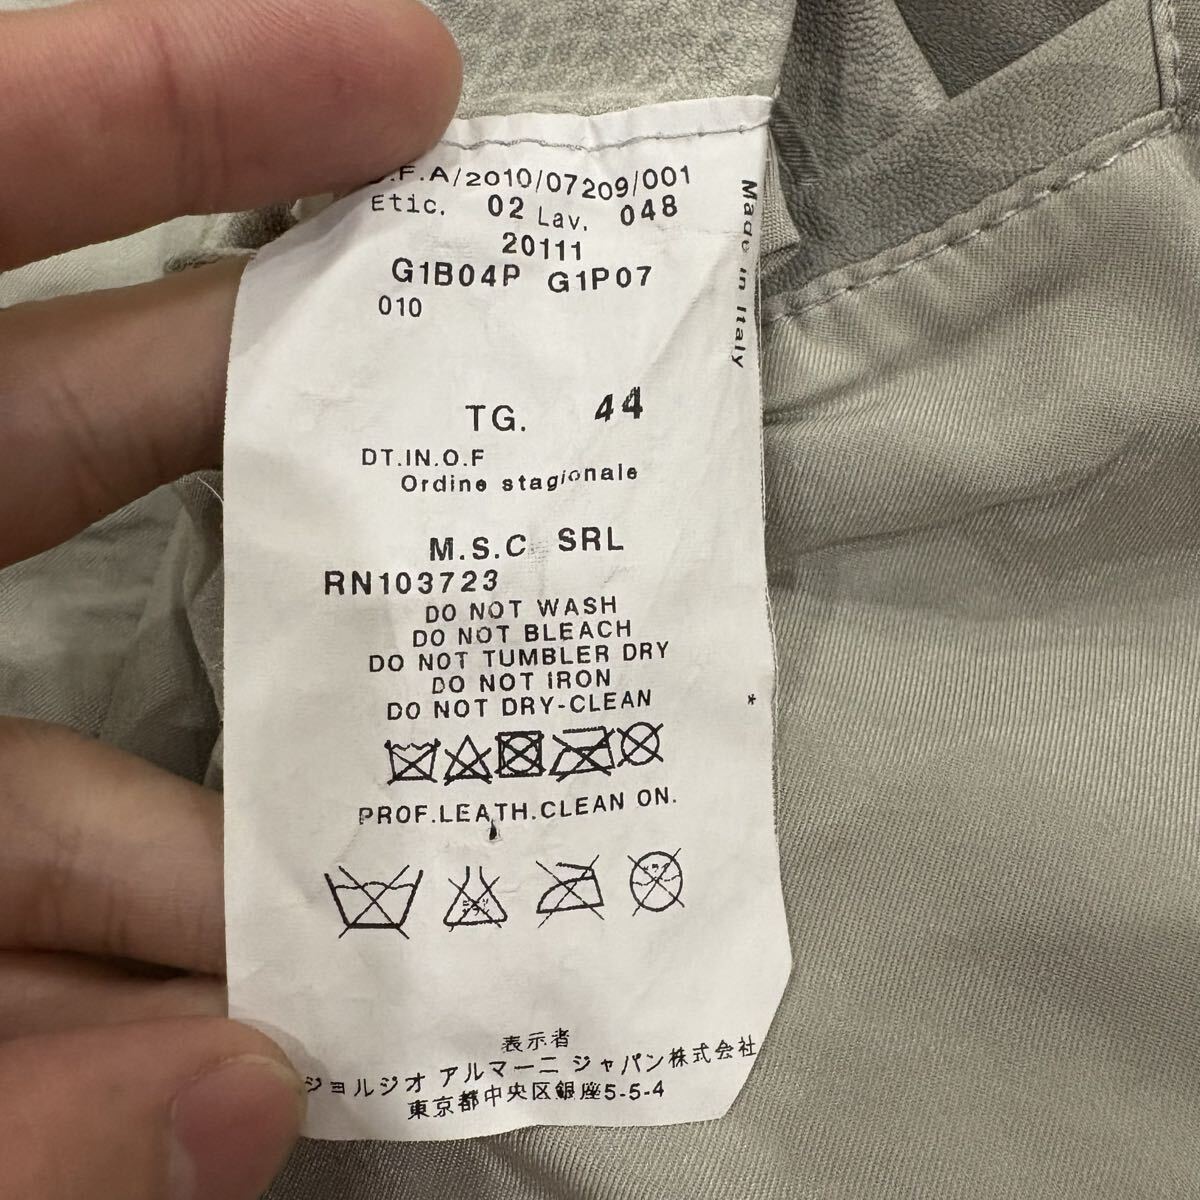 .F.A/2010/07209/001
Etic. 02 Lav. 048
20111
G1B04P G1P07
010
Made in Italy
TG. 44
DT.IN.O.F
Ordine stagionale
M.S.C SRL
RN103723
DO NOT WASH
DO NOT BLEACH
DO NOT TUMBLER DRY
DO NOT IRON
DO NOT DRY-CLEAN
*
PROF.LEATH.CLEAN ON.
表示者
ジョルジオ アルマーニ ジャパン株式会社
東京都中央区銀座5-5-4